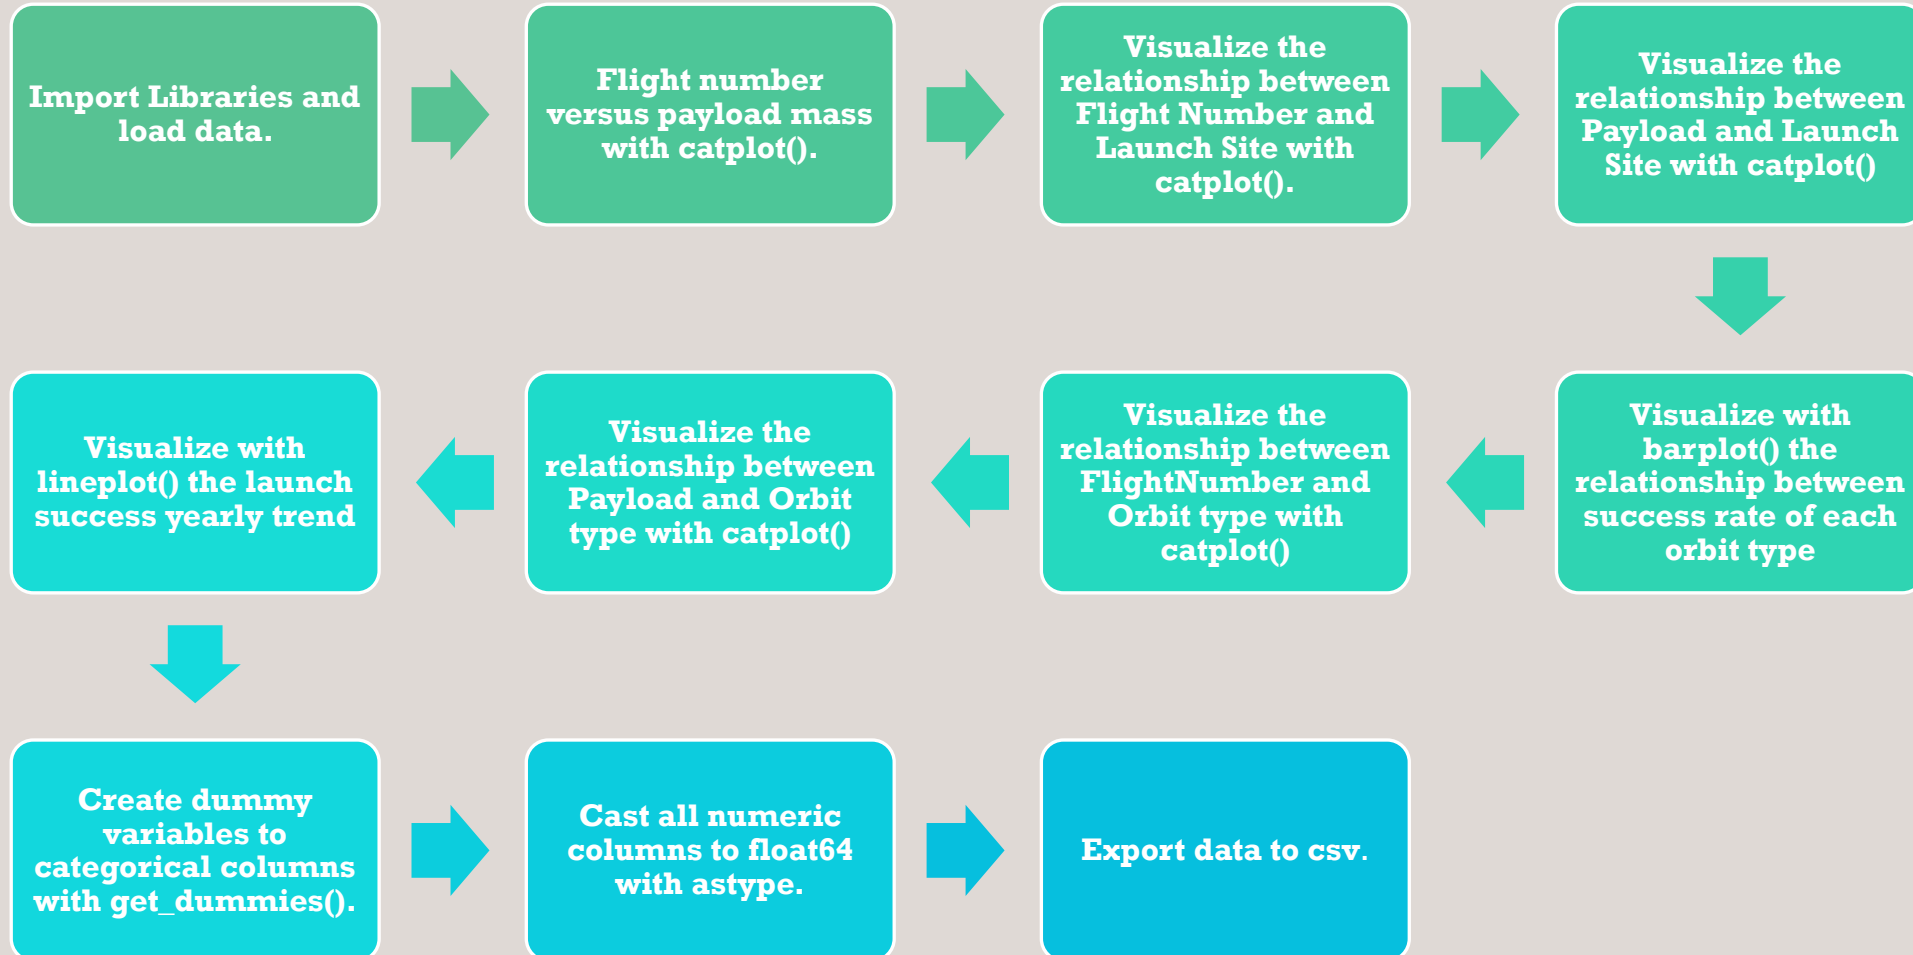 Import Libraries and
load data.
Flight number
versus payload mass
with catplot().
Visualize the
relationship between
Flight Number and
Launch Site with
catplot().
Visualize the
relationship between
Payload and Launch
Site with catplot()
Visualize with
barplot() the
relationship between
success rate of each
orbit type
Visualize the
relationship between
FlightNumber and
Orbit type with
catplot()
Visualize the
relationship between
Payload and Orbit
type with catplot()
Visualize with
lineplot() the launch
success yearly trend
Create dummy
variables to
categorical columns
with get_dummies().
Cast all numeric
columns to float64
with astype.
Export data to csv.